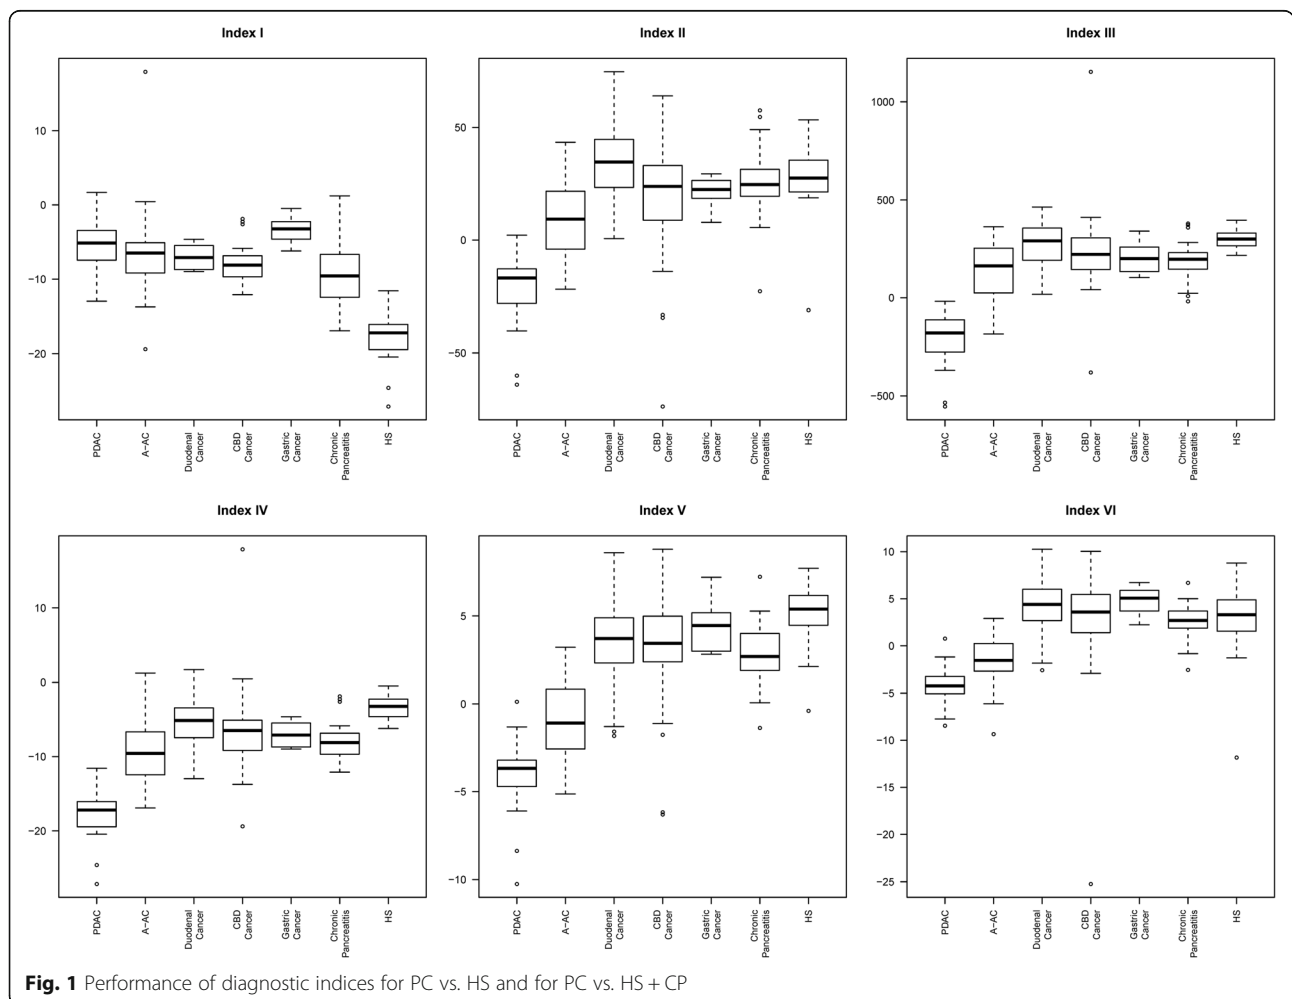 Index I
10
0
−10
−20
PDAC
A−AC
Duodenal
Cancer
CBD
Cancer
Gastric
Cancer
Chronic
Pancreatitis
HS
Index II
50
0
−50
PDAC
A−AC
Duodenal
Cancer
CBD
Cancer
Gastric
Cancer
Chronic
Pancreatitis
HS
Index III
1000
500
0
−500
PDAC
A−AC
Duodenal
Cancer
CBD
Cancer
Gastric
Cancer
Chronic
Pancreatitis
HS
Index IV
10
0
−10
−20
PDAC
A−AC
Duodenal
Cancer
CBD
Cancer
Gastric
Cancer
Chronic
Pancreatitis
HS
Index V
5
0
−5
−10
PDAC
A−AC
Duodenal
Cancer
CBD
Cancer
Gastric
Cancer
Chronic
Pancreatitis
HS
Index VI
10
5
0
−5
−10
−15
−20
−25
PDAC
A−AC
Duodenal
Cancer
CBD
Cancer
Gastric
Cancer
Chronic
Pancreatitis
HS
Fig. 1 Performance of diagnostic indices for PC vs. HS and for PC vs. HS + CP